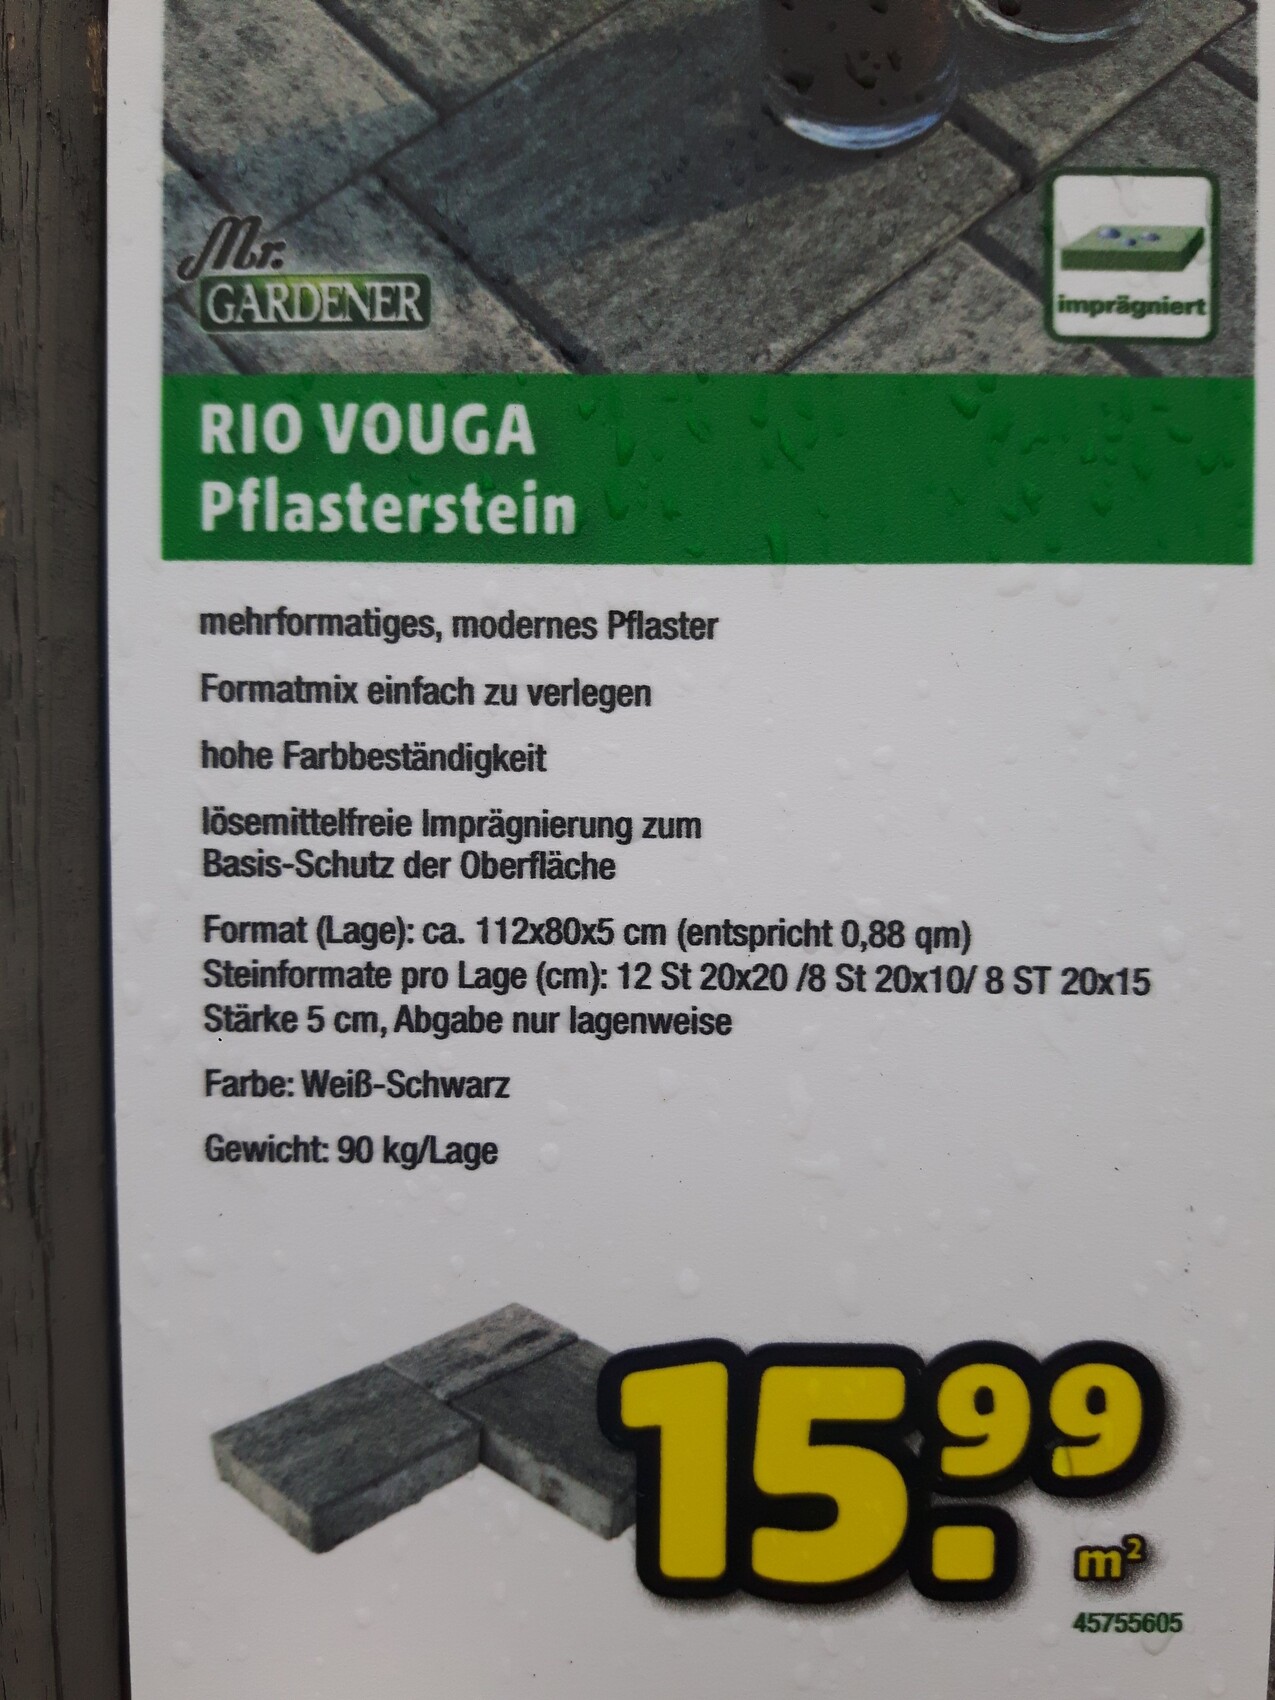 Mr.
GARDENER
imprägniert
RIO VOUGA
Pflasterstein
mehrformatiges, modernes Pflaster
Formatmix einfach zu verlegen
hohe Farbbeständigkeit
lösemittelfreie Imprägnierung zum
Basis-Schutz der Oberfläche
Format (Lage): ca. 112x80x5 cm (entspricht 0,88 qm)
Steinformate pro Lage (cm): 12 St 20x20 /8 St 20x10/ 8 ST 20x15
Stärke 5 cm, Abgabe nur lagenweise
Farbe: Weiß-Schwarz
Gewicht: 90 kg/Lage
15.99
m²
45755605